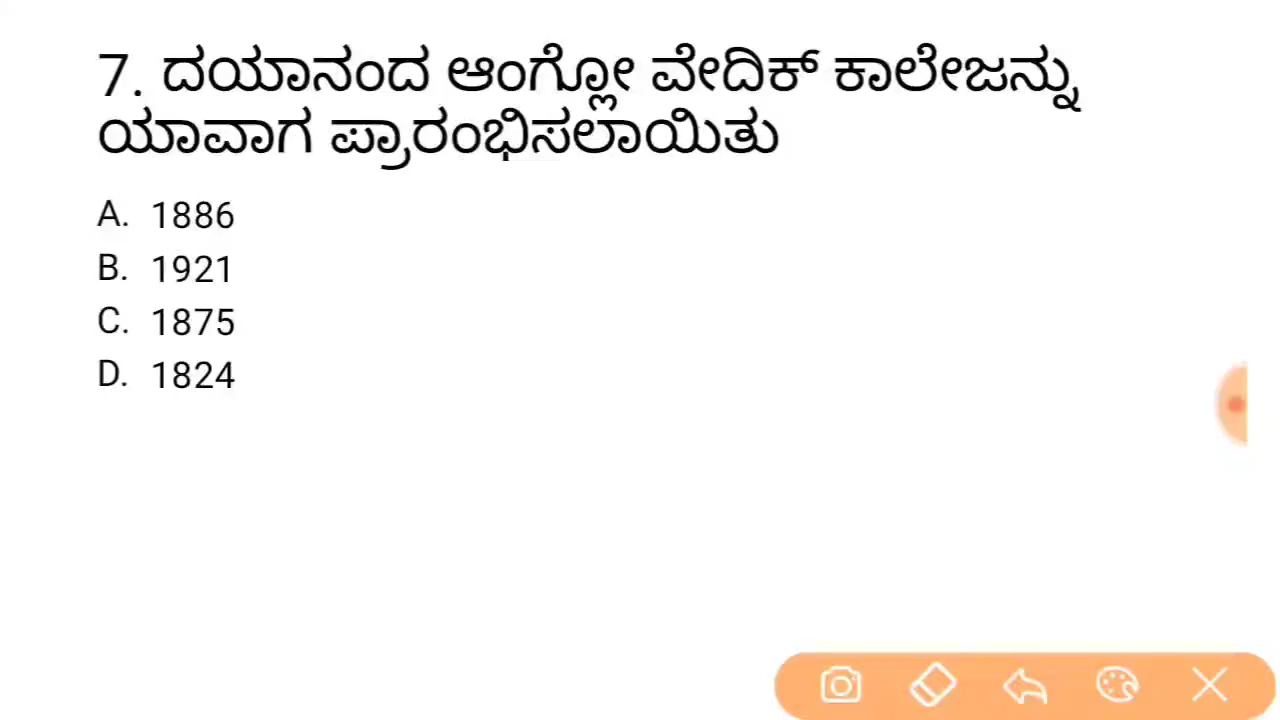 7. ದಯಾನಂದ ಆಂಗ್ಲೋ ವೇದಿಕ್ ಕಾಲೇಜನ್ನು
ಯಾವಾಗ ಪ್ರಾರಂಭಿಸಲಾಯಿತು
A. 1886
B. 1921
C. 1875
D. 1824